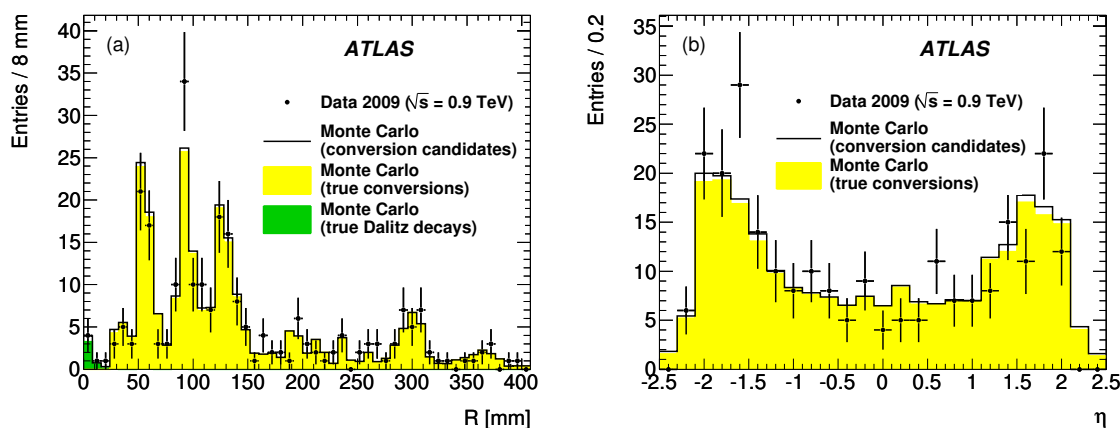 Entries / 8 mm
(a)
ATLAS
Data 2009 (√s = 0.9 TeV)
Monte Carlo
(conversion candidates)
Monte Carlo
(true conversions)
Monte Carlo
(true Dalitz decays)
40
35
30
25
20
15
10
5
0
0 50 100 150 200 250 300 350 400
R [mm]
Entries / 0.2
(b)
ATLAS
Data 2009 (√s = 0.9 TeV)
Monte Carlo
(conversion candidates)
Monte Carlo
(true conversions)
35
30
25
20
15
10
5
0
-2.5 -2 -1.5 -1 -0.5 0 0.5 1 1.5 2 2.5
η